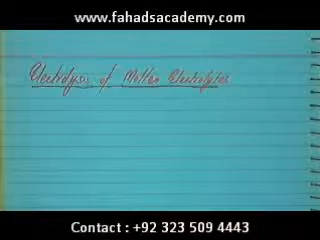 www.fahadsacademy.com
Electrolysis of Molten Electrolytes
Contact : +92 323 509 4443